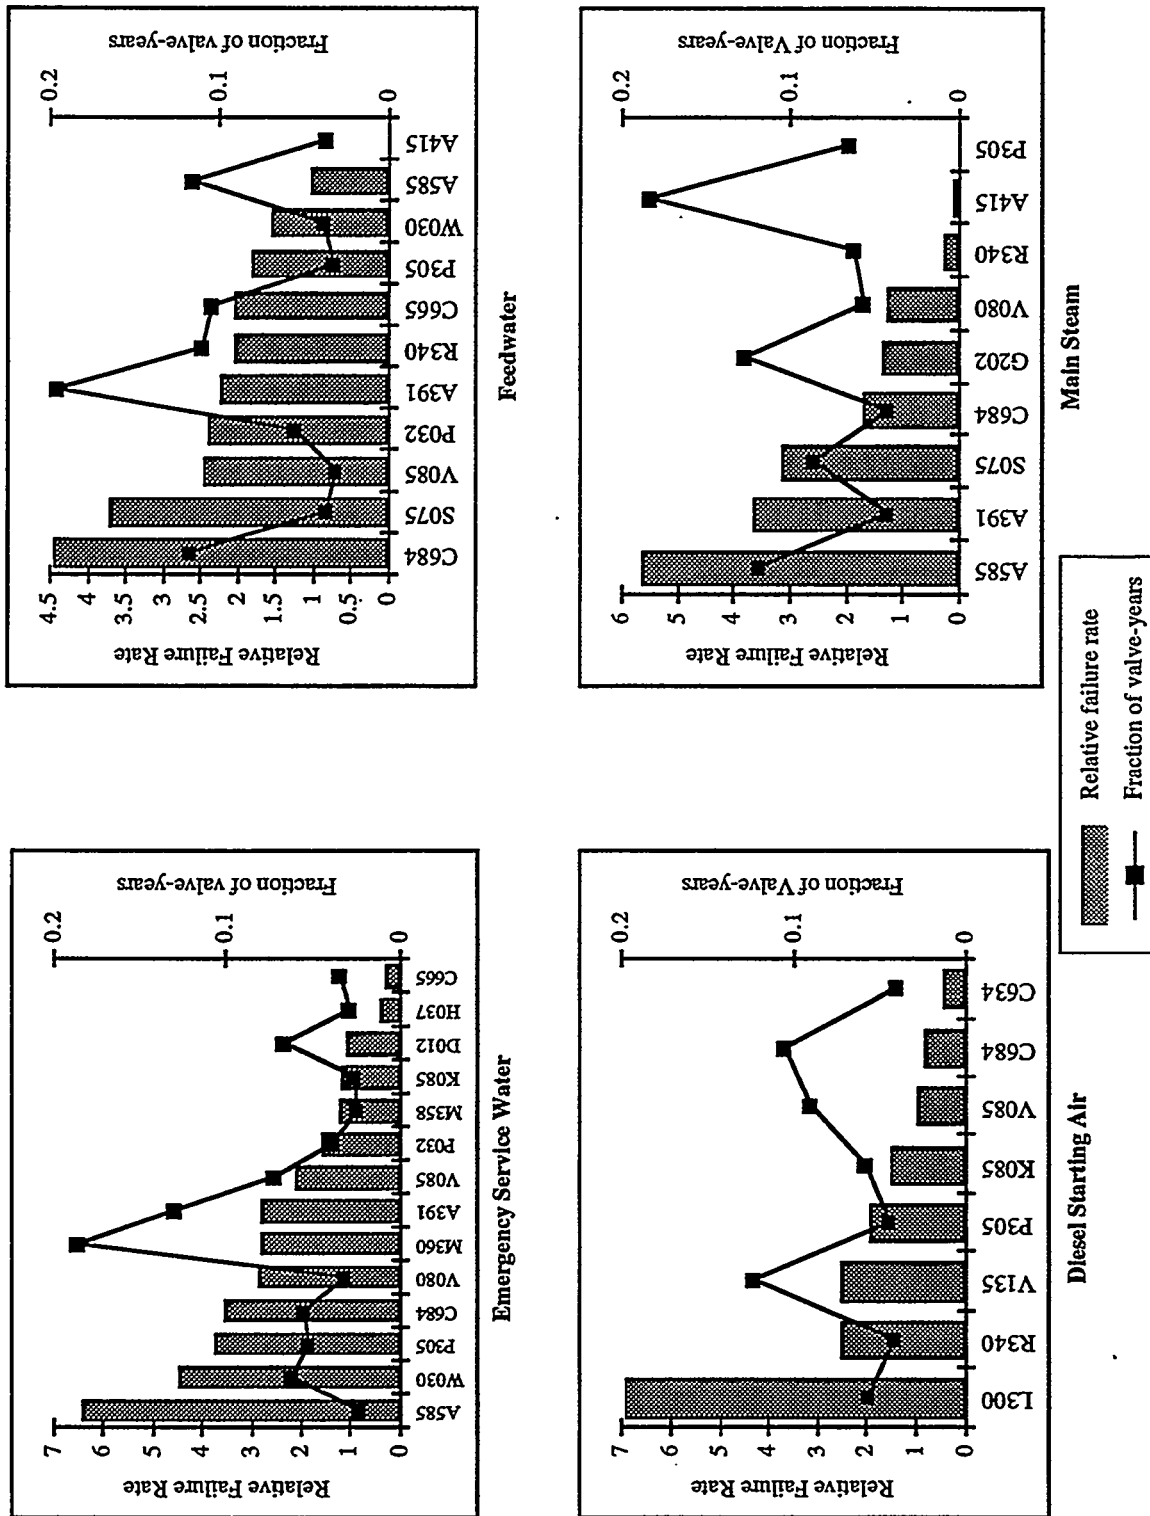 Relative Failure Rate
7
6
5
4
3
2
1
0
Fraction of valve-years
0.2
0.1
0
A585
W030
P305
C684
V080
M360
A391
V085
P032
M358
K085
D012
H037
C665
Emergency Service Water
Relative Failure Rate
4.5
4
3.5
3
2.5
2
1.5
1
0.5
0
Fraction of valve-years
0.2
0.1
0
C684
S075
V085
P032
A391
R340
C665
P305
W030
A585
A415
Feedwater
Relative Failure Rate
7
6
5
4
3
2
1
0
Fraction of Valve-years
0.2
0.1
0
L300
R340
V135
P305
K085
V085
C684
C634
Diesel Starting Air
Relative Failure Rate
6
5
4
3
2
1
0
Fraction of Valve-years
0.2
0.1
0
A585
A391
S075
C684
G202
V080
R340
A415
P305
Main Steam
Relative failure rate
Fraction of valve-years